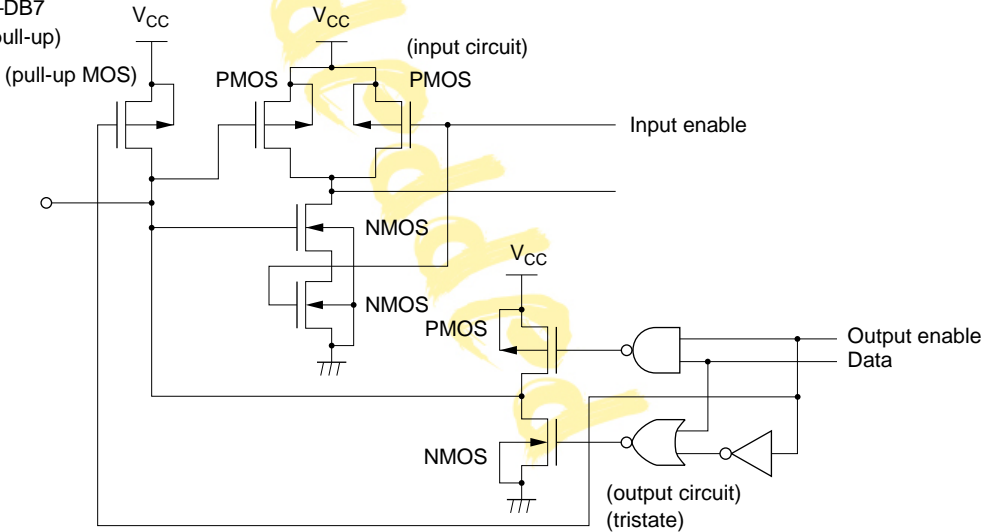 -DB7
pull-up)
VCC
VCC
(input circuit)
(pull-up MOS)
PMOS
PMOS
Input enable
NMOS
VCC
NMOS
PMOS
Output enable
Data
NMOS
(output circuit)
(tristate)